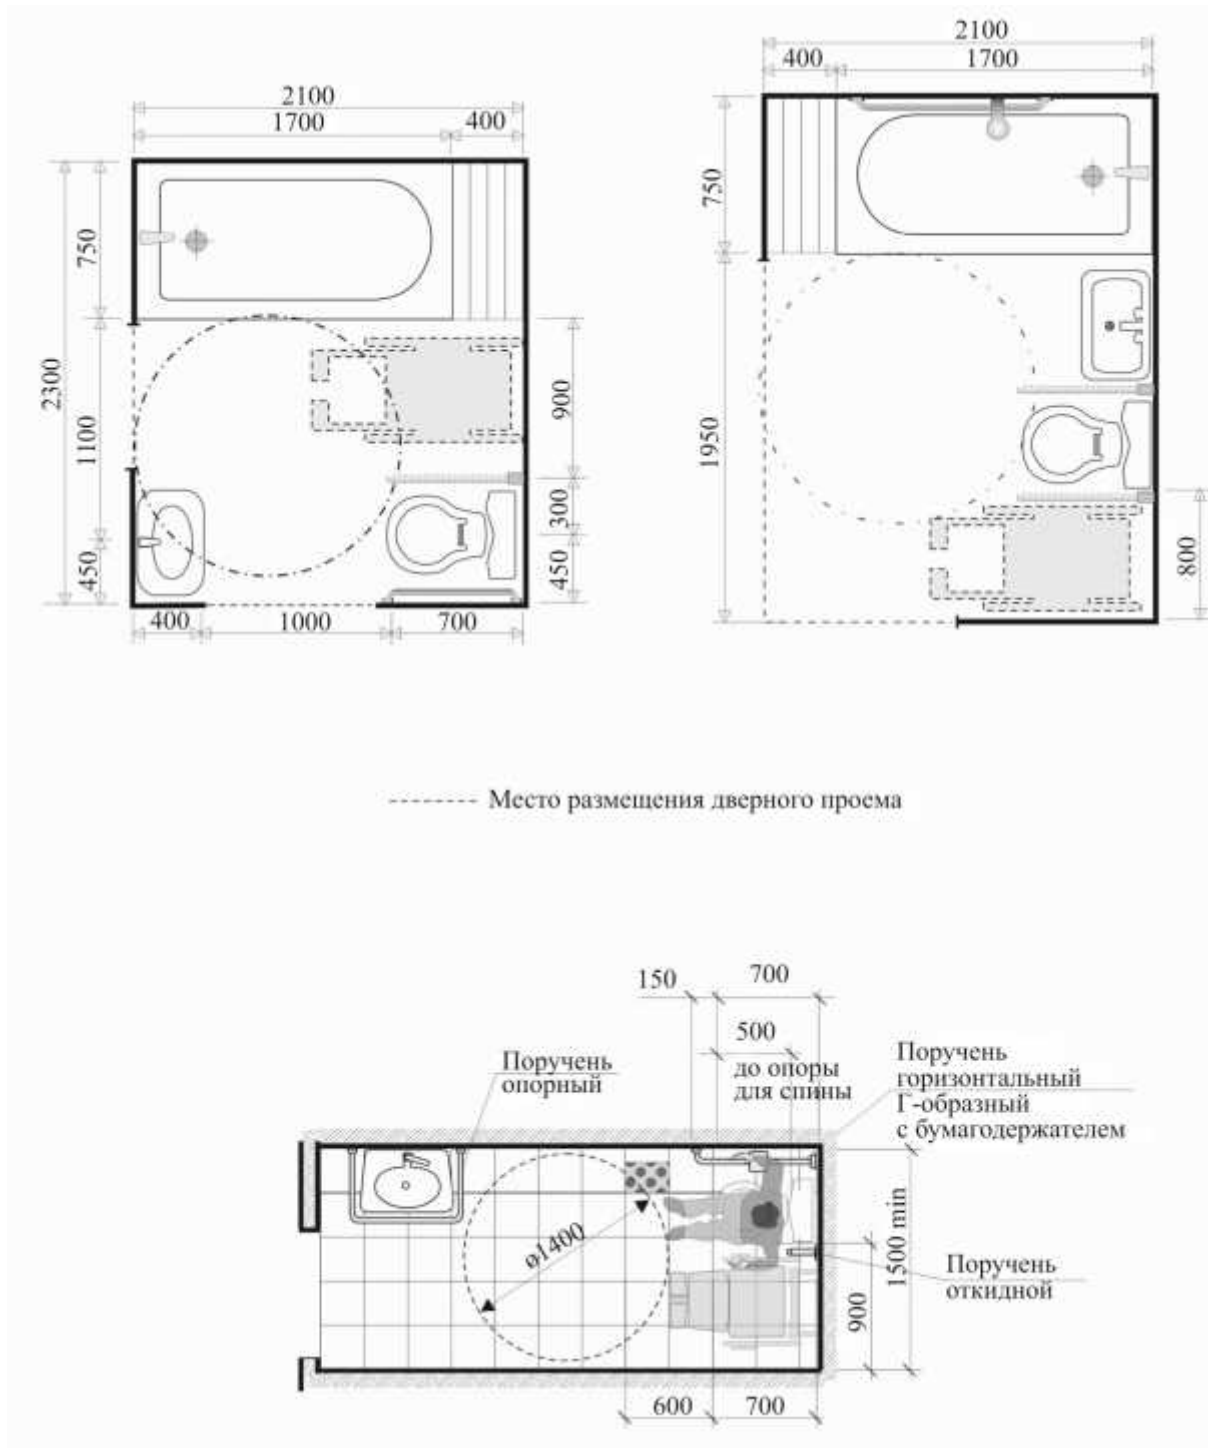 2100
1700 400
2300
750
1100
450
900
300
450
400 1000 700
2100
400 1700
750
1950
800
Место размещения дверного проема
150 700
500
до опоры
для спины
Поручень
опорный
Поручень
горизонтальный
Г-образный
с бумагодержателем
ø1400
1500 min
900
Поручень
откидной
600 700